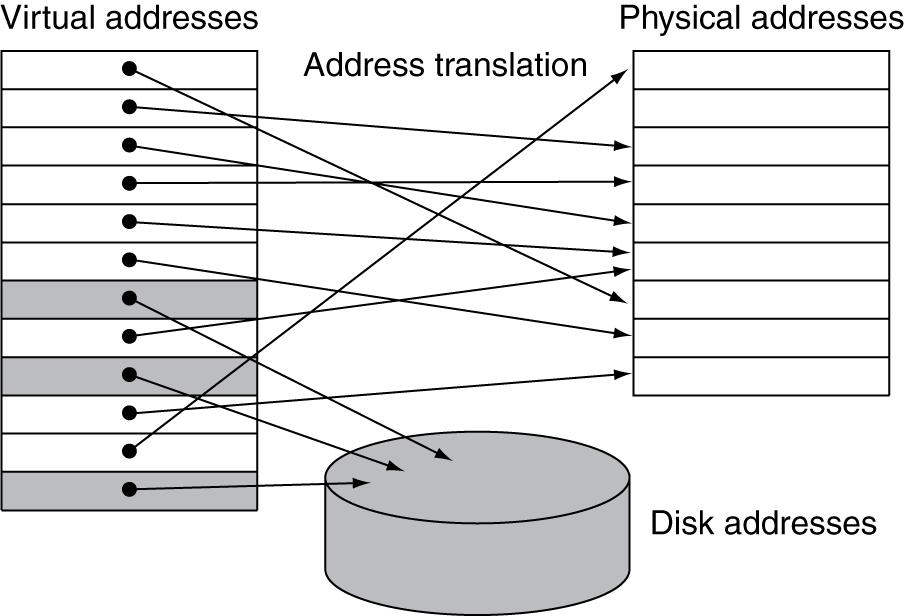 Virtual addresses
Physical addresses
Address translation
Disk addresses